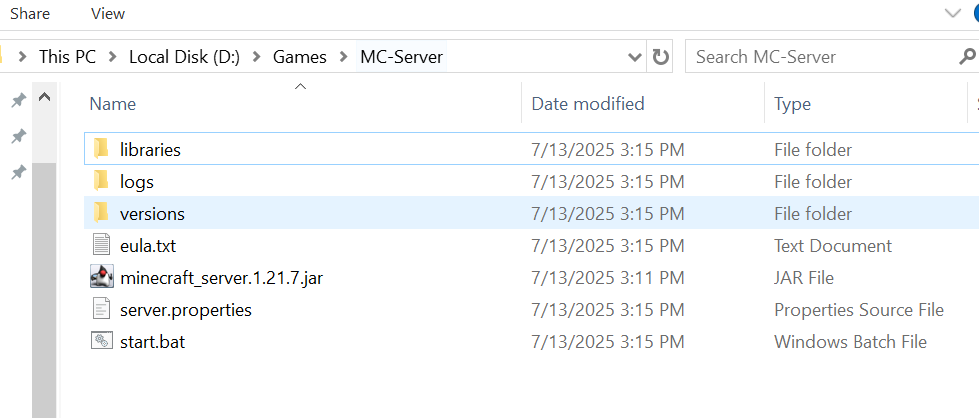 Share View
This PC Local Disk (D:) Games MC-Server Search MC-Server
Name Date modified Type
libraries 7/13/2025 3:15 PM File folder
logs 7/13/2025 3:15 PM File folder
versions 7/13/2025 3:15 PM File folder
eula.txt 7/13/2025 3:15 PM Text Document
minecraft_server.1.21.7.jar 7/13/2025 3:11 PM JAR File
server.properties 7/13/2025 3:15 PM Properties Source File
start.bat 7/13/2025 3:15 PM Windows Batch File